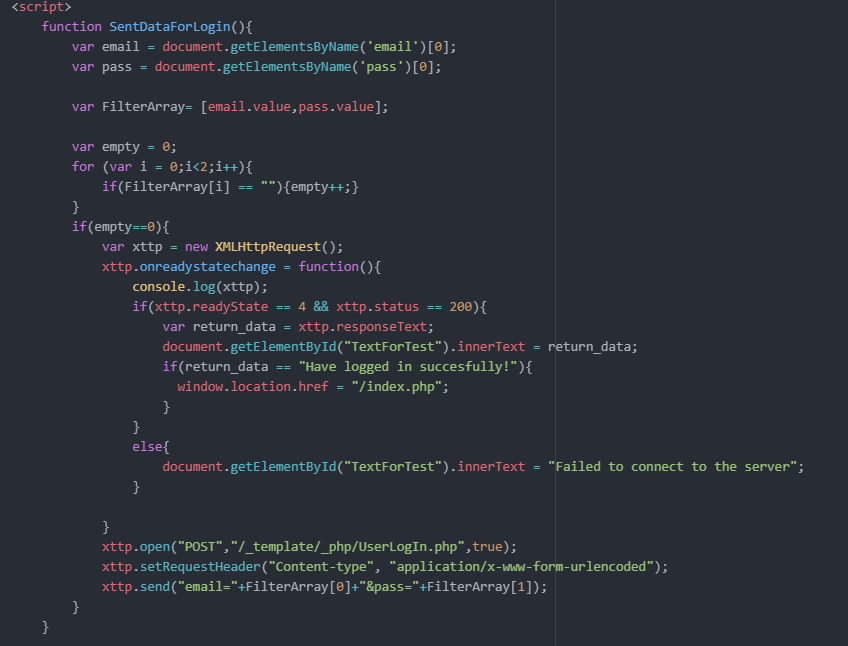 <script>
function SentDataForLogin(){
var email = document.getElementsByName('email')[0];
var pass = document.getElementsByName('pass')[0];
var FilterArray= [email.value,pass.value];
var empty = 0;
for (var i = 0;i<2;i++){
if(FilterArray[i] == ""){empty++;}
}
if(empty==0){
var xttp = new XMLHttpRequest();
xttp.onreadystatechange = function(){
console.log(xttp);
if(xttp.readyState == 4 && xttp.status == 200){
var return_data = xttp.responseText;
document.getElementById("TextForTest").innerText = return_data;
if(return_data == "Have logged in succesfully!"){
window.location.href = "/index.php";
}
}
else{
document.getElementById("TextForTest").innerText = "Failed to connect to the server";
}
}
xttp.open("POST","/_template/_php/UserLogIn.php",true);
xttp.setRequestHeader("Content-type", "application/x-www-form-urlencoded");
xttp.send("email="+FilterArray[0]+"&pass="+FilterArray[1]);
}
}